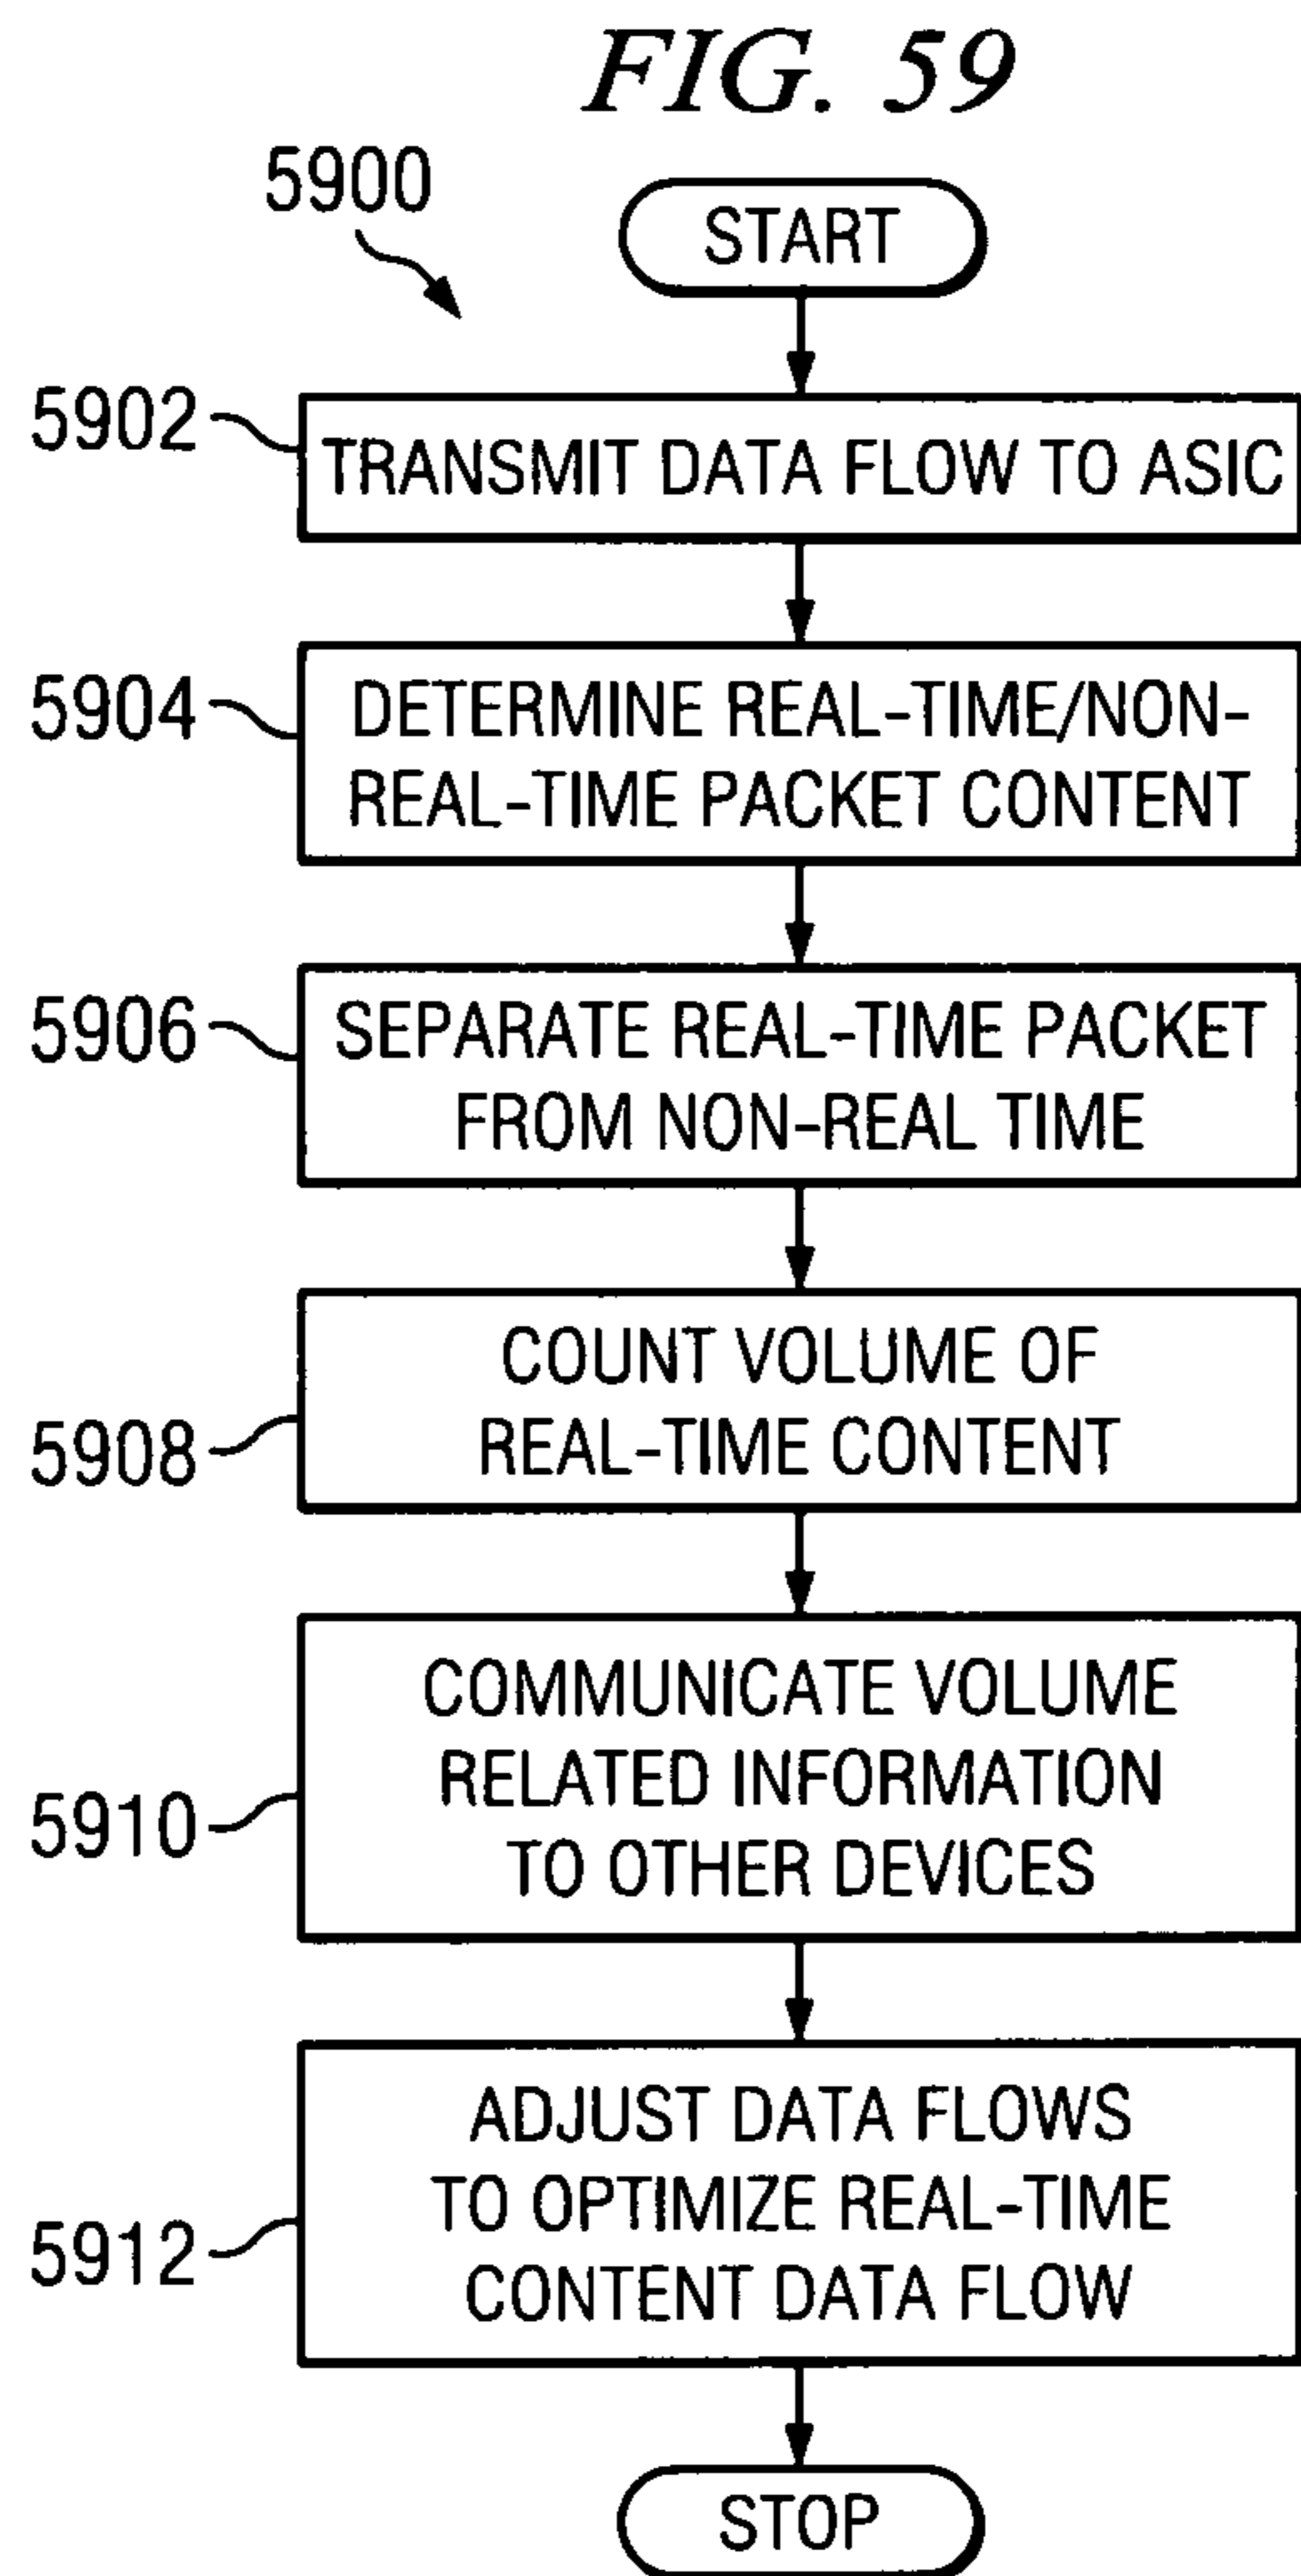 FIG. 59
5900
START
5902
TRANSMIT DATA FLOW TO ASIC
5904
DETERMINE REAL-TIME/NON-
REAL-TIME PACKET CONTENT
5906
SEPARATE REAL-TIME PACKET
FROM NON-REAL TIME
5908
COUNT VOLUME OF
REAL-TIME CONTENT
5910
COMMUNICATE VOLUME
RELATED INFORMATION
TO OTHER DEVICES
5912
ADJUST DATA FLOWS
TO OPTIMIZE REAL-TIME
CONTENT DATA FLOW
STOP